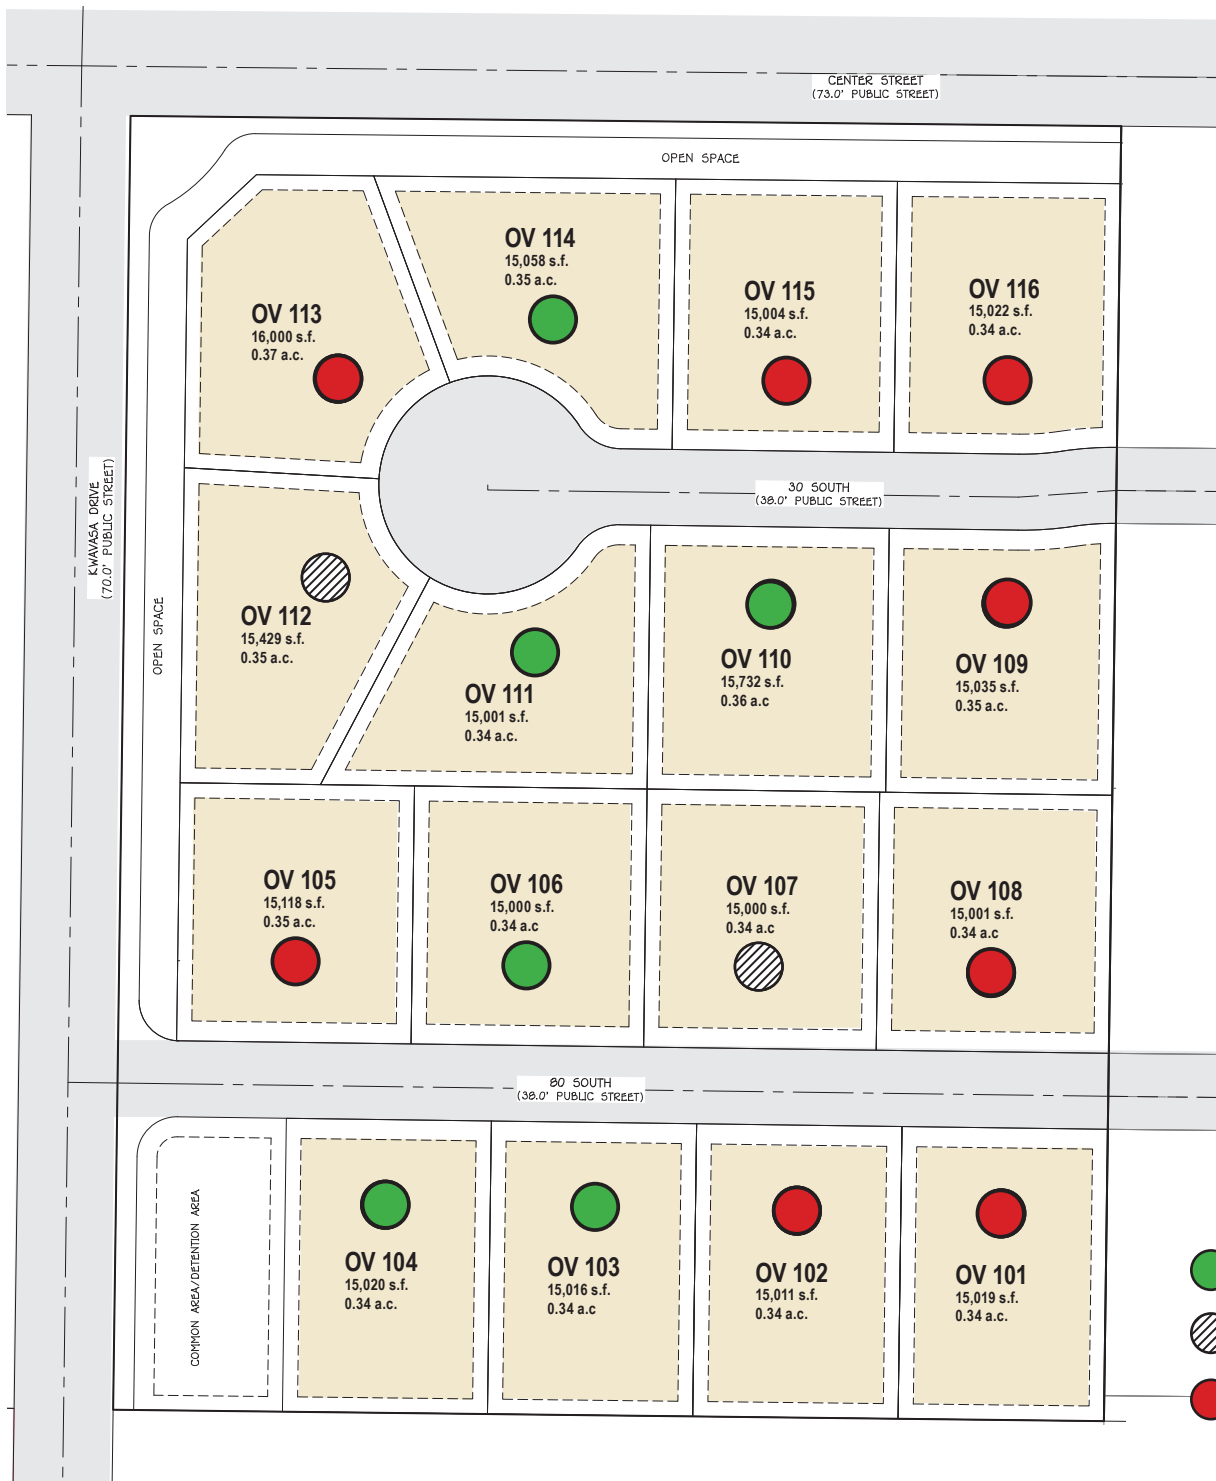 CENTER STREET
(73.0' PUBLIC STREET)
OPEN SPACE
OV 114
15,058 s.f.
0.35 a.c.
OV 113
16,000 s.f.
0.37 a.c.
OV 115
15,004 s.f.
0.34 a.c.
OV 116
15,022 s.f.
0.34 a.c.
30 SOUTH
(38.0' PUBLIC STREET)
KWAVASA DRIVE
(70.0' PUBLIC STREET)
OPEN SPACE
OV 112
15,429 s.f.
0.35 a.c.
OV 111
15,001 s.f.
0.34 a.c.
OV 110
15,732 s.f.
0.36 a.c
OV 109
15,035 s.f.
0.35 a.c.
OV 105
15,118 s.f.
0.35 a.c.
OV 106
15,000 s.f.
0.34 a.c
OV 107
15,000 s.f.
0.34 a.c
OV 108
15,001 s.f.
0.34 a.c
80 SOUTH
(38.0' PUBLIC STREET)
COMMON AREA/DETENTION AREA
OV 104
15,020 s.f.
0.34 a.c.
OV 103
15,016 s.f.
0.34 a.c
OV 102
15,011 s.f.
0.34 a.c.
OV 101
15,019 s.f.
0.34 a.c.